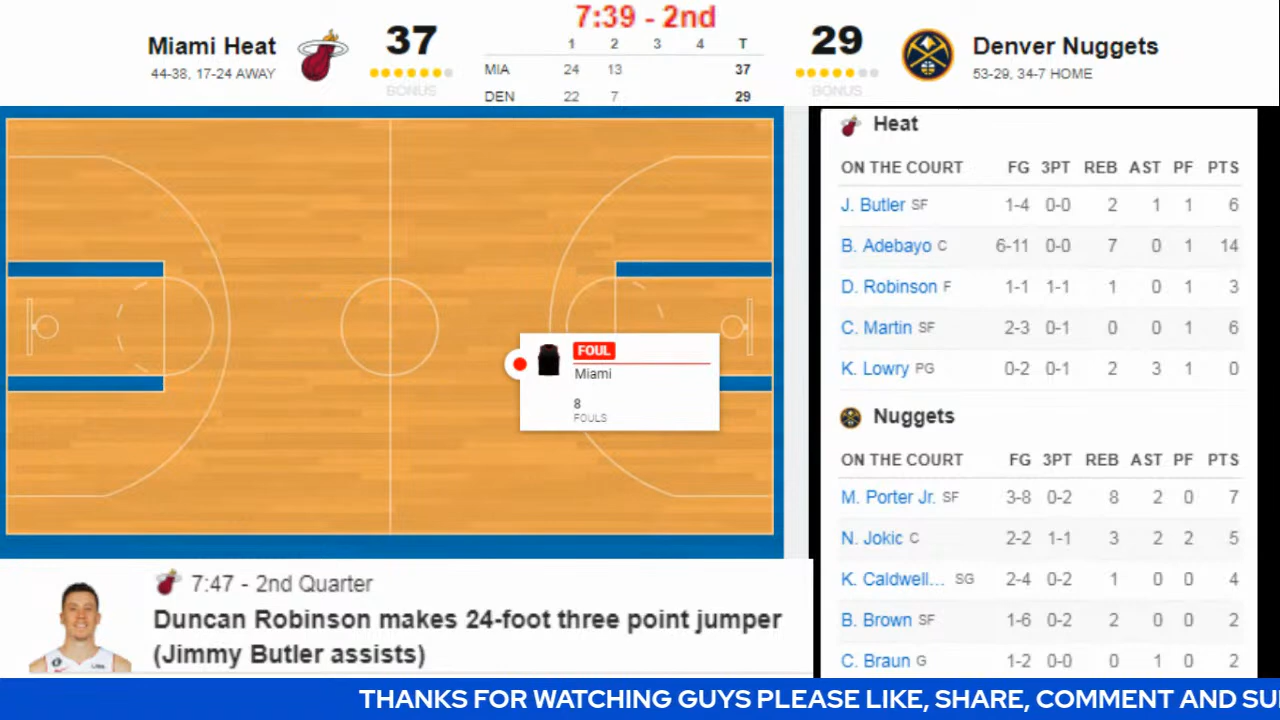 7:39 - 2nd
Miami Heat
44-38, 17-24 AWAY
37
BONUS
1 2 3 4 T
MIA 24 13 37
DEN 22 7 29
29
BONUS
Denver Nuggets
53-29, 34-7 HOME
FOUL
Miami
8
FOULS
7:47 - 2nd Quarter
Duncan Robinson makes 24-foot three point jumper
(Jimmy Butler assists)
Heat
ON THE COURT FG 3PT REB AST PF PTS
J. Butler SF 1-4 0-0 2 1 1 6
B. Adebayo C 6-11 0-0 7 0 1 14
D. Robinson F 1-1 1-1 1 0 1 3
C. Martin SF 2-3 0-1 0 0 1 6
K. Lowry PG 0-2 0-1 2 3 1 0
Nuggets
ON THE COURT FG 3PT REB AST PF PTS
M. Porter Jr. SF 3-8 0-2 8 2 0 7
N. Jokic C 2-2 1-1 3 2 2 5
K. Caldwell... SG 2-4 0-2 1 0 0 4
B. Brown SF 1-6 0-2 2 0 0 2
C. Braun G 1-2 0-0 0 1 0 2
THANKS FOR WATCHING GUYS PLEASE LIKE, SHARE, COMMENT AND SU